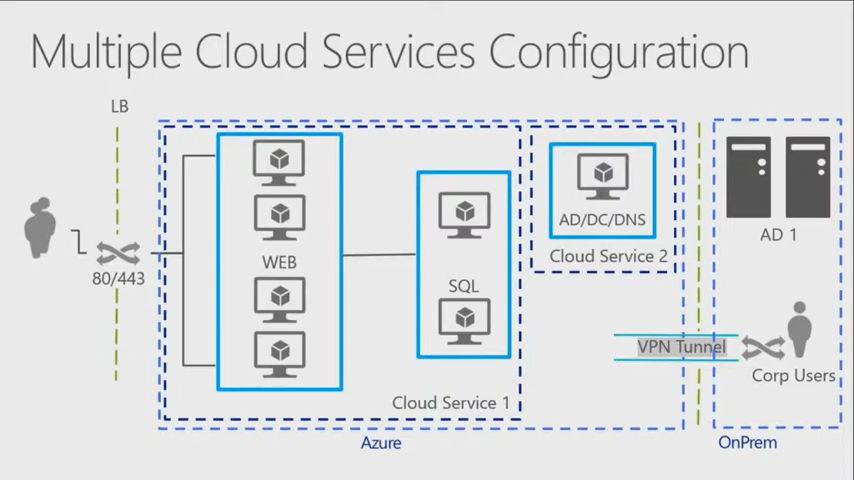 Multiple Cloud Services Configuration
LB
80/443
WEB
SQL
Cloud Service 1
AD/DC/DNS
Cloud Service 2
VPN Tunnel
AD 1
Corp Users
Azure
OnPrem